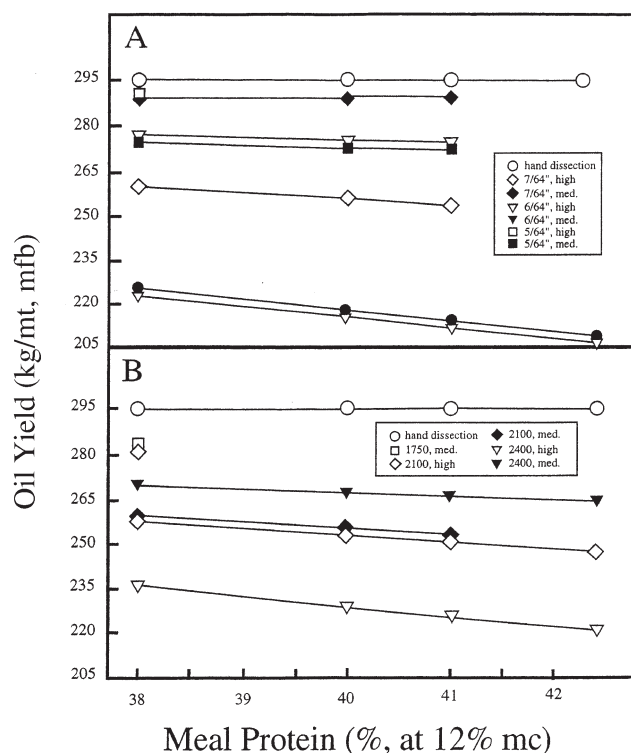 A
295
280
265
250
235
220
205
hand dissection
7/64", high
7/64", med.
6/64", high
6/64", med.
5/64", high
5/64", med.
Oil Yield (kg/mt, mfb)
B
295
280
265
250
235
220
205
hand dissection
1750, med.
2100, high
2100, med.
2400, high
2400, med.
38 39 40 41 42
Meal Protein (%, at 12% mc)